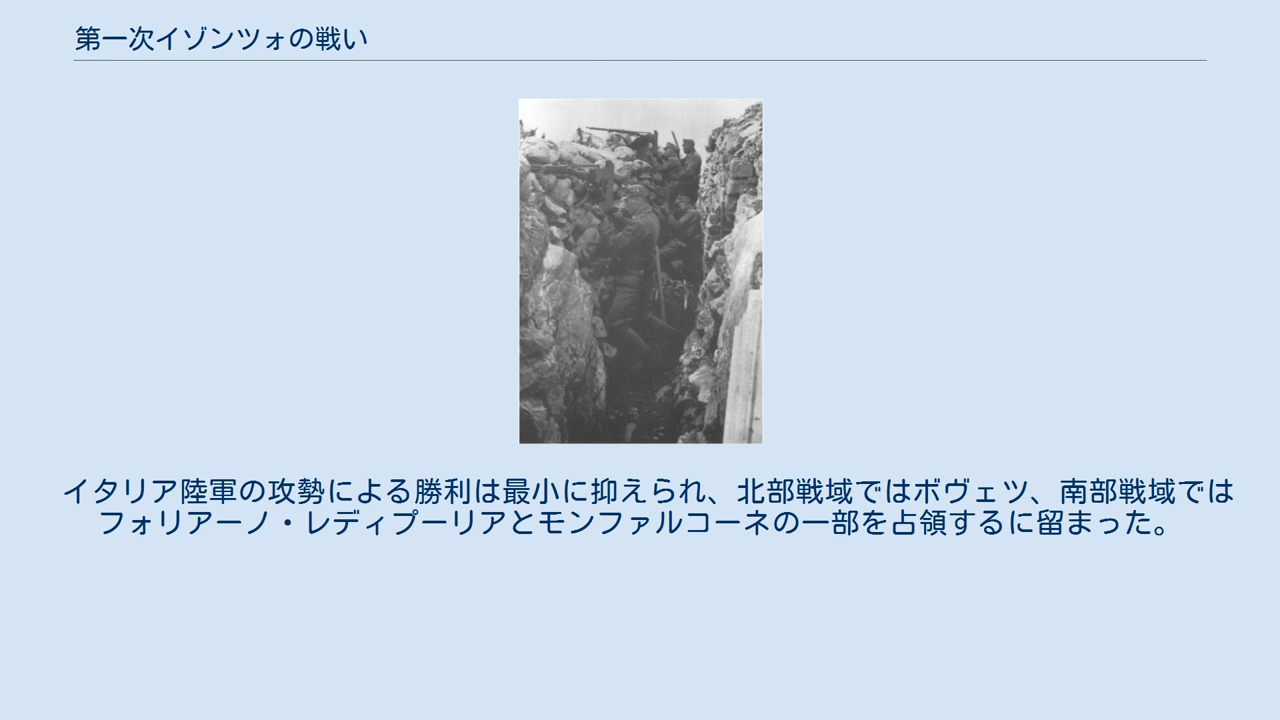 第一次イゾンツォの戦い
イタリア陸軍の攻勢による勝利は最小に抑えられ、北部戦域ではボヴェツ、南部戦域では
フォリアーノ・レディプーリアとモンファルコーネの一部を占領するに留まった。